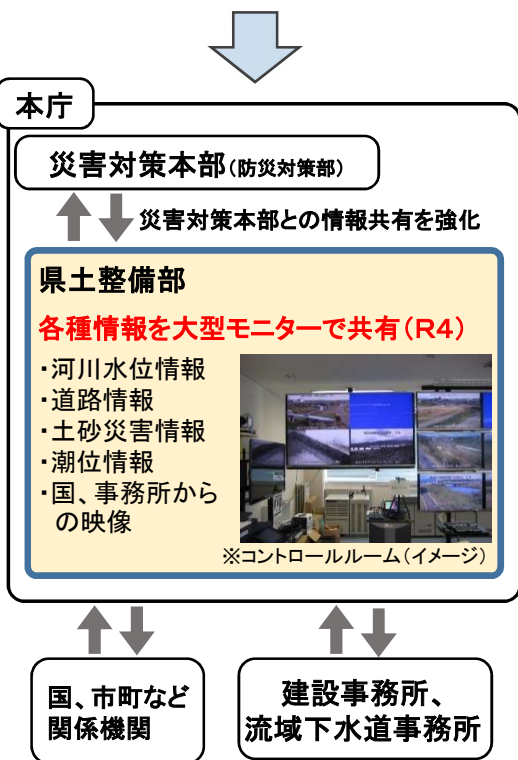 本庁
災害対策本部(防災対策部)
災害対策本部との情報共有を強化
県土整備部
各種情報を大型モニターで共有(R4)
・河川水位情報
・道路情報
・土砂災害情報
・潮位情報
・国、事務所から
の映像
※コントロールルーム(イメージ)
国、市町など
関係機関
建設事務所、
流域下水道事務所